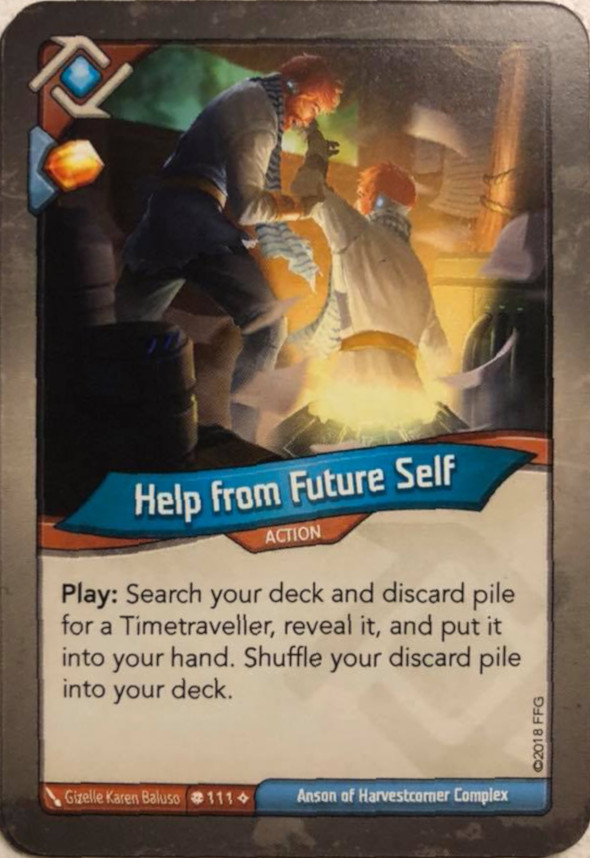 Help from Future Self
ACTION
Play: Search your deck and discard pile
for a Timetraveller, reveal it, and put it
into your hand. Shuffle your discard pile
into your deck.
©2018 FFG
Gizelle Karen Baluso #111
Anson of Harvestcorner Complex